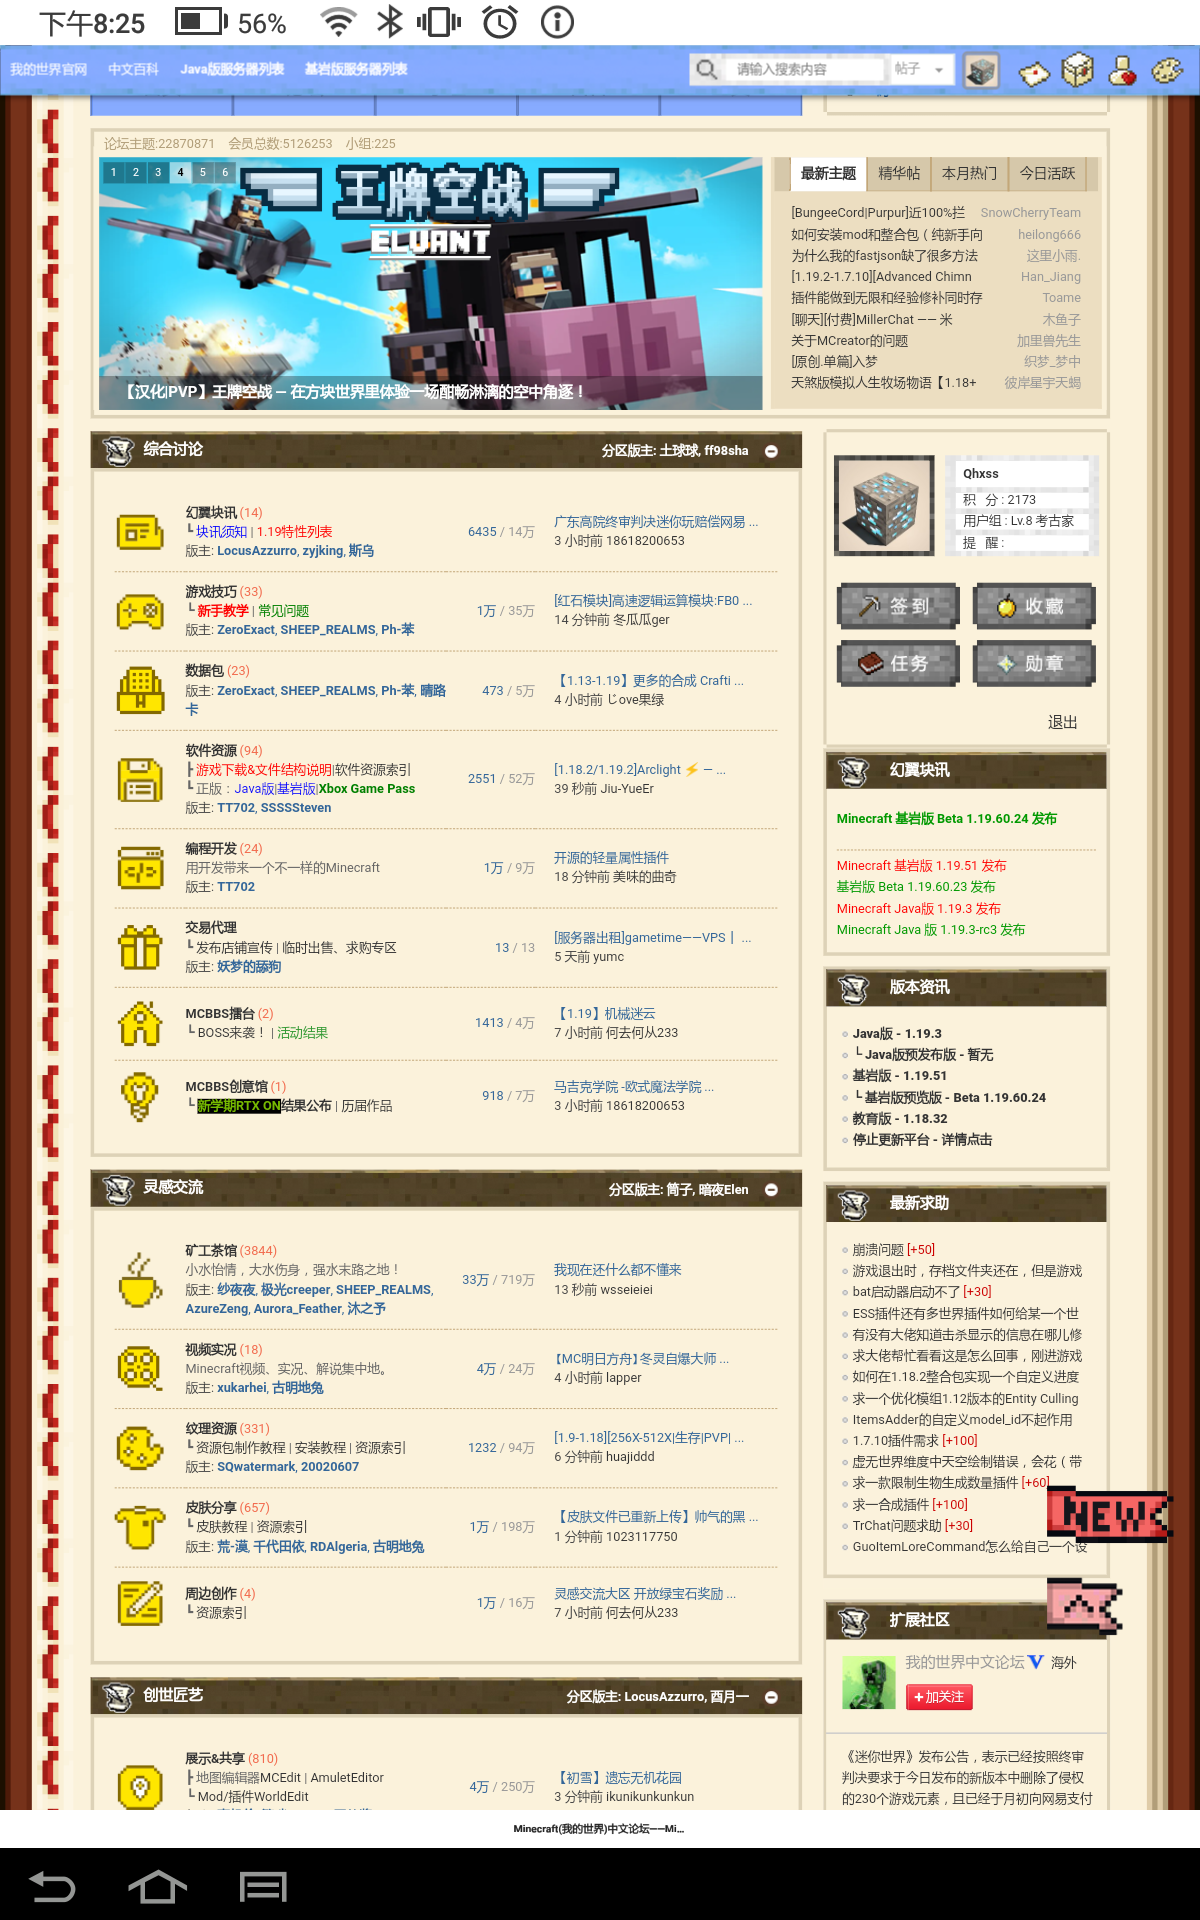 下午8:25 56%
我的世界官网 中文百科 Java版服务器列表 基岩版服务器列表 请输入搜索内容 帖子
论坛主题:22870871 会员总数:5126253 小组:225
1 2 3 4 5 6
王牌空战
ELVANT
【汉化|PVP】王牌空战 — 在方块世界里体验一场酣畅淋漓的空中角逐！
最新主题 精华帖 本月热门 今日活跃
[BungeeCord|Purpur]近100%拦 SnowCherryTeam
如何安装mod和整合包（纯新手向 heilong666
为什么我的fastjson缺了很多方法 这里小雨.
[1.19.2-1.7.10][Advanced Chimn Han_Jiang
插件能做到无限和经验修补同时存 Toame
[聊天][付费]MillerChat —— 米 木鱼子
关于MCreator的问题 加里兽先生
[原创.单篇]入梦 织梦_梦中
天煞版模拟人生牧场物语【1.18+ 彼岸星宇天蝎
综合讨论 分区版主: 土球球, ff98sha
幻翼块讯 (14)
┗ 块讯须知 | 1.19特性列表
版主: LocusAzzurro, zyjking, 斯乌
6435 / 14万
广东高院终审判决迷你玩赔偿网易 ...
3 小时前 18618200653
游戏技巧 (33)
┗ 新手教学 | 常见问题
版主: ZeroExact, SHEEP_REALMS, Ph-苯
1万 / 35万
[红石模块]高速逻辑运算模块:FB0 ...
14 分钟前 冬瓜瓜ger
数据包 (23)
版主: ZeroExact, SHEEP_REALMS, Ph-苯, 晴路
卡
473 / 5万
【1.13-1.19】更多的合成 Crafti ...
4 小时前 じove果绿
软件资源 (94)
┣ 游戏下载&文件结构说明|软件资源索引
┗ 正版：Java版|基岩版|Xbox Game Pass
版主: TT702, SSSSSteven
2551 / 52万
[1.18.2/1.19.2]Arclight ⚡ — ...
39 秒前 Jiu-YueEr
编程开发 (24)
用开发带来一个不一样的Minecraft
版主: TT702
1万 / 9万
开源的轻量属性插件
18 分钟前 美味的曲奇
交易代理
┗ 发布店铺宣传 | 临时出售、求购专区
版主: 妖梦的舔狗
13 / 13
[服务器出租]gametime——VPS┃ ...
5 天前 yumc
MCBBS擂台 (2)
┗ BOSS来袭！ | 活动结果
1413 / 4万
【1.19】机械迷云
7 小时前 何去何从233
MCBBS创意馆 (1)
┗ 新学期RTX ON结果公布 | 历届作品
918 / 7万
马吉克学院 -欧式魔法学院 ...
3 小时前 18618200653
灵感交流 分区版主: 筒子, 暗夜Elen
矿工茶馆 (3844)
小水怡情，大水伤身，强水末路之地！
版主: 纱夜夜, 极光creeper, SHEEP_REALMS,
AzureZeng, Aurora_Feather, 沐之予
33万 / 719万
我现在还什么都不懂来
13 秒前 wsseieiei
视频实况 (18)
Minecraft视频、实况、解说集中地。
版主: xukarhei, 古明地兔
4万 / 24万
【MC明日方舟】冬灵自爆大师 ...
4 小时前 lapper
纹理资源 (331)
┗ 资源包制作教程 | 安装教程 | 资源索引
版主: SQwatermark, 20020607
1232 / 94万
[1.9-1.18][256X-512X|生存|PVP| ...
6 分钟前 huajiddd
皮肤分享 (657)
┗ 皮肤教程 | 资源索引
版主: 荒-漠, 千代田依, RDAlgeria, 古明地兔
1万 / 198万
【皮肤文件已重新上传】帅气的黑 ...
1 分钟前 1023117750
周边创作 (4)
┗ 资源索引
1万 / 16万
灵感交流大区 开放绿宝石奖励 ...
7 小时前 何去何从233
创世匠艺 分区版主: LocusAzzurro, 酉月一
展示&共享 (810)
┣ 地图编辑器MCEdit | AmuletEditor
┗ Mod/插件WorldEdit
4万 / 250万
【初雪】遗忘无机花园
3 分钟前 ikunikunkunkun
Qhxss
积 分 : 2173
用户组 : Lv.8 考古家
提 醒 :
签到 收藏
任务 勋章
退出
幻翼块讯
Minecraft 基岩版 Beta 1.19.60.24 发布
Minecraft 基岩版 1.19.51 发布
基岩版 Beta 1.19.60.23 发布
Minecraft Java版 1.19.3 发布
Minecraft Java 版 1.19.3-rc3 发布
版本资讯
Java版 - 1.19.3
┗ Java版预发布版 - 暂无
基岩版 - 1.19.51
┗ 基岩版预览版 - Beta 1.19.60.24
教育版 - 1.18.32
停止更新平台 - 详情点击
最新求助
崩溃问题 [+50]
游戏退出时，存档文件夹还在，但是游戏
bat启动器启动不了 [+30]
ESS插件还有多世界插件如何给某一个世
有没有大佬知道击杀显示的信息在哪儿修
求大佬帮忙看看这是怎么回事，刚进游戏
如何在1.18.2整合包实现一个自定义进度
求一个优化模组1.12版本的Entity Culling
ItemsAdder的自定义model_id不起作用
1.7.10插件需求 [+100]
虚无世界维度中天空绘制错误，会花（带
求一款限制生物生成数量插件 [+60]
求一合成插件 [+100]
TrChat问题求助 [+30]
GuoItemLoreCommand怎么给自己一个设
NEW
扩展社区
我的世界中文论坛 V 海外
+加关注
《迷你世界》发布公告，表示已经按照终审
判决要求于今日发布的新版本中删除了侵权
的230个游戏元素，且已经于月初向网易支付
Minecraft(我的世界)中文论坛——Mi...